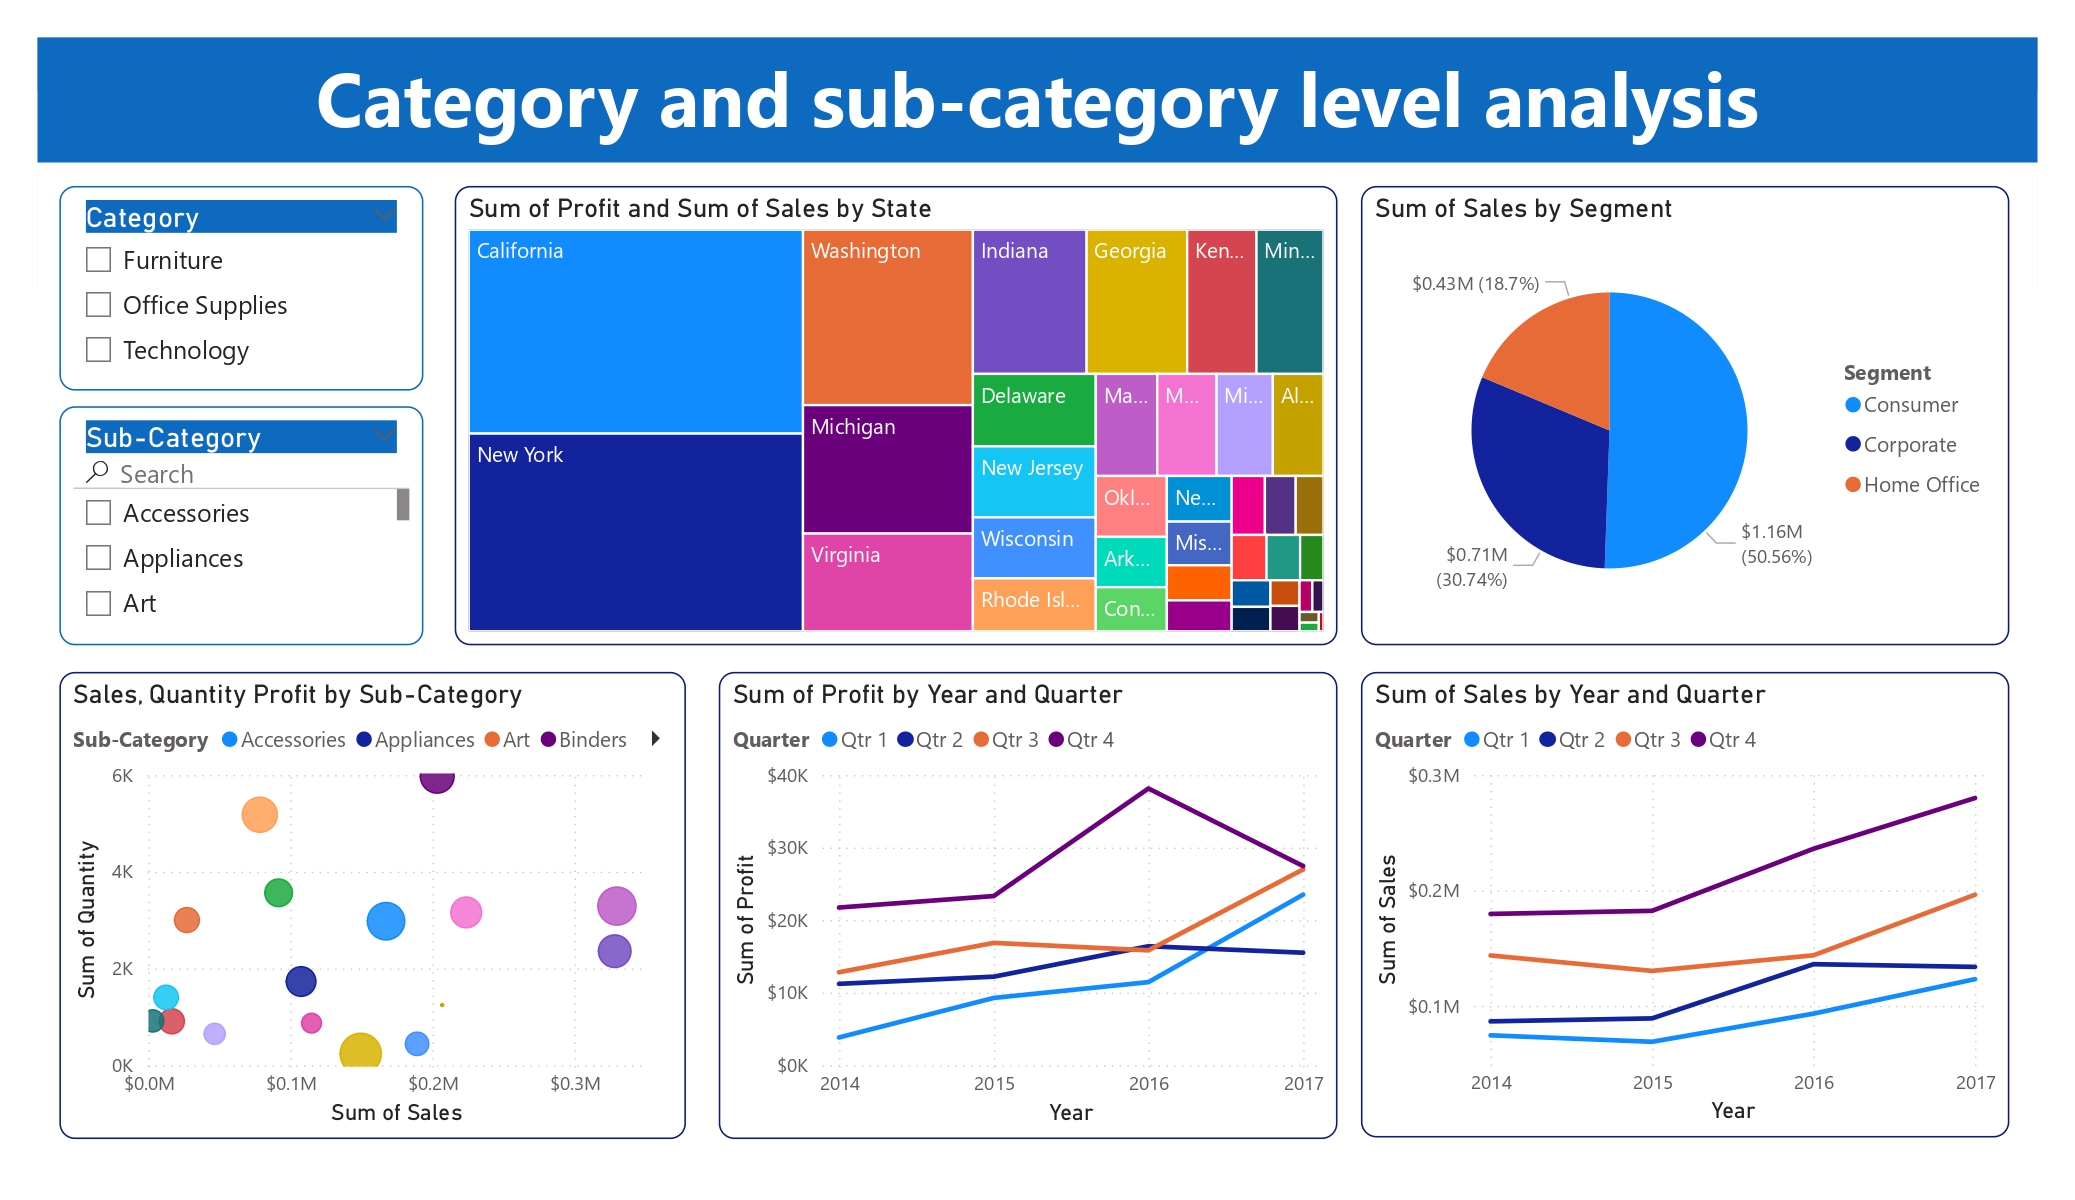 Category and sub-category level analysis
Category
Furniture
Office Supplies
Technology
Sub-Category
Search
Accessories
Appliances
Art
Sum of Profit and Sum of Sales by State
California
New York
Washington
Michigan
Virginia
Indiana
Georgia
Ken...
Min...
Delaware
New Jersey
Wisconsin
Rhode Isl...
Ma...
M...
Mi...
Al...
Okl...
Ark...
Con...
Ne...
Mis...
Sum of Sales by Segment
$0.43M (18.7%)
$0.71M
(30.74%)
$1.16M
(50.56%)
Segment
Consumer
Corporate
Home Office
Sales, Quantity Profit by Sub-Category
Sub-Category Accessories Appliances Art Binders
6K
4K
2K
0K
Sum of Quantity
$0.0M $0.1M $0.2M $0.3M
Sum of Sales
Sum of Profit by Year and Quarter
Quarter Qtr 1 Qtr 2 Qtr 3 Qtr 4
$40K
$30K
$20K
$10K
$0K
Sum of Profit
2014 2015 2016 2017
Year
Sum of Sales by Year and Quarter
Quarter Qtr 1 Qtr 2 Qtr 3 Qtr 4
$0.3M
$0.2M
$0.1M
Sum of Sales
2014 2015 2016 2017
Year